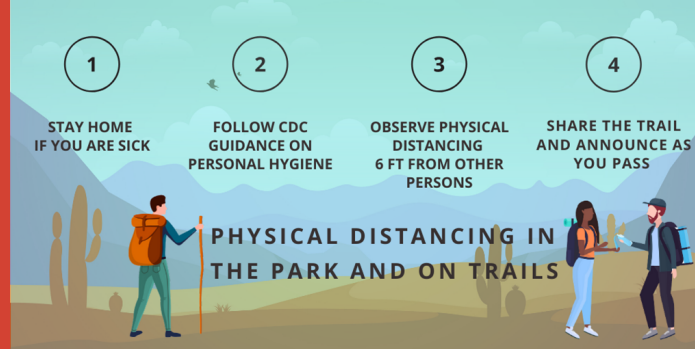 1
STAY HOME
IF YOU ARE SICK
2
FOLLOW CDC
GUIDANCE ON
PERSONAL HYGIENE
3
OBSERVE PHYSICAL
DISTANCING
6 FT FROM OTHER
PERSONS
4
SHARE THE TRAIL
AND ANNOUNCE AS
YOU PASS
PHYSICAL DISTANCING IN
THE PARK AND ON TRAILS